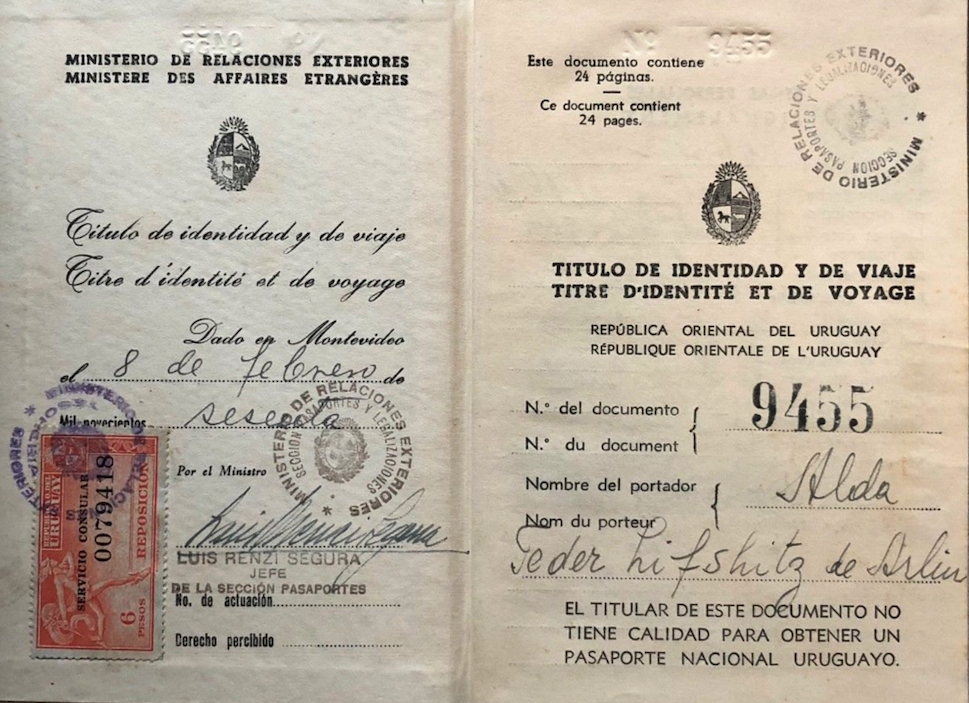 Nº 9455
MINISTERIO DE RELACIONES EXTERIORES
MINISTERE DES AFFAIRES ETRANGÈRES
Titulo de identidad y de viaje
Titre d'identité et de voyage
Dado en Montevideo
el 8 de febrero de
Mil novecientos sesenta
Por el Ministro
MINISTERIO DE RELACIONES EXTERIORES
SECCION PASAPORTES Y LEGALIZACIONES
LUIS RENZI SEGURA
JEFE
DE LA SECCIÓN PASAPORTES
No. de actuación
Derecho percibido
URUGUAY
SERVICIO CONSULAR
0079418
REPOSICIÓN
6 PESOS
Nº 9455
Este documento contiene
24 páginas.
Ce document contient
24 pages.
MINISTERIO DE RELACIONES EXTERIORES
SECCION PASAPORTES Y LEGALIZACIONES
TITULO DE IDENTIDAD Y DE VIAJE
TITRE D'IDENTITÉ ET DE VOYAGE
REPÚBLICA ORIENTAL DEL URUGUAY
RÉPUBLIQUE ORIENTALE DE L'URUGUAY
N.º del documento
N.º du document
9455
Nombre del portador
Nom du porteur
Alda
Feder Lifshitz de Arlin
EL TITULAR DE ESTE DOCUMENTO NO
TIENE CALIDAD PARA OBTENER UN
PASAPORTE NACIONAL URUGUAYO.